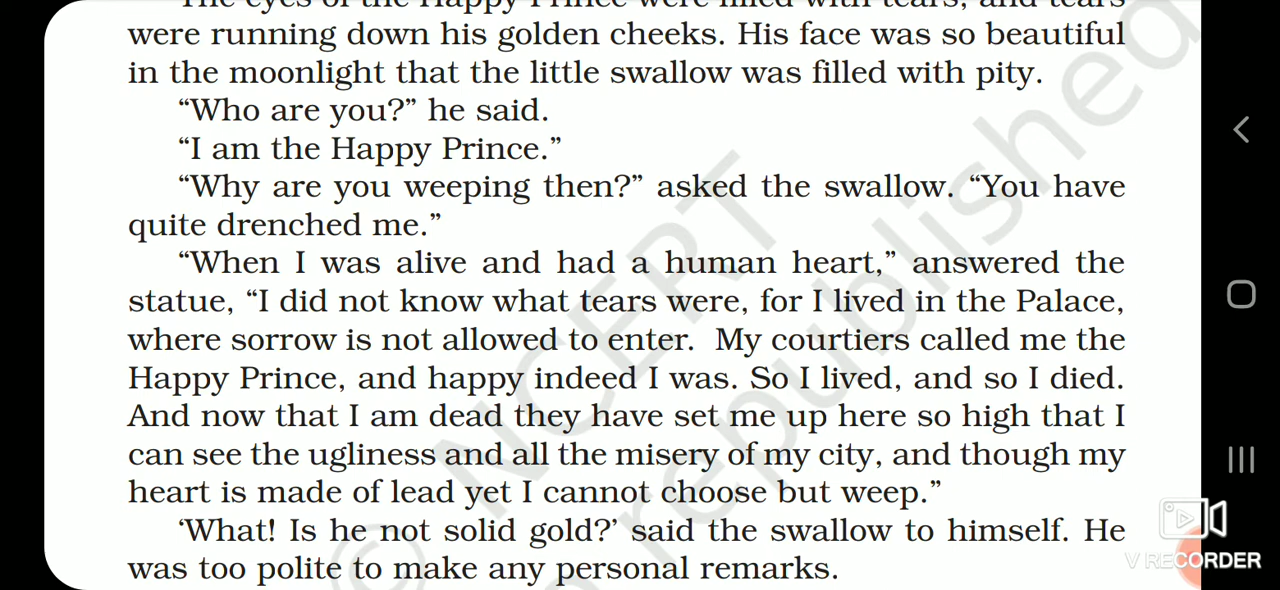 The eyes of the Happy Prince were filled with tears, and tears
were running down his golden cheeks. His face was so beautiful
in the moonlight that the little swallow was filled with pity.
“Who are you?” he said.
“I am the Happy Prince.”
“Why are you weeping then?” asked the swallow. “You have
quite drenched me.”
“When I was alive and had a human heart,” answered the
statue, “I did not know what tears were, for I lived in the Palace,
where sorrow is not allowed to enter. My courtiers called me the
Happy Prince, and happy indeed I was. So I lived, and so I died.
And now that I am dead they have set me up here so high that I
can see the ugliness and all the misery of my city, and though my
heart is made of lead yet I cannot choose but weep.”
‘What! Is he not solid gold?’ said the swallow to himself. He
was too polite to make any personal remarks.
© NCERT
republished
V RECORDER